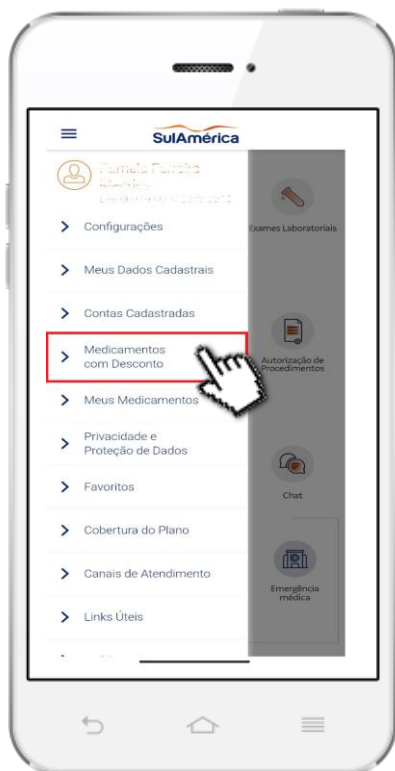 SulAmérica
Configurações
Meus Dados Cadastrais
Contas Cadastradas
Medicamentos
com Desconto
Meus Medicamentos
Privacidade e
Proteção de Dados
Favoritos
Cobertura do Plano
Canais de Atendimento
Links Úteis
Exames Laboratoriais
Autorização de
Procedimentos
Chat
Emergência
médica